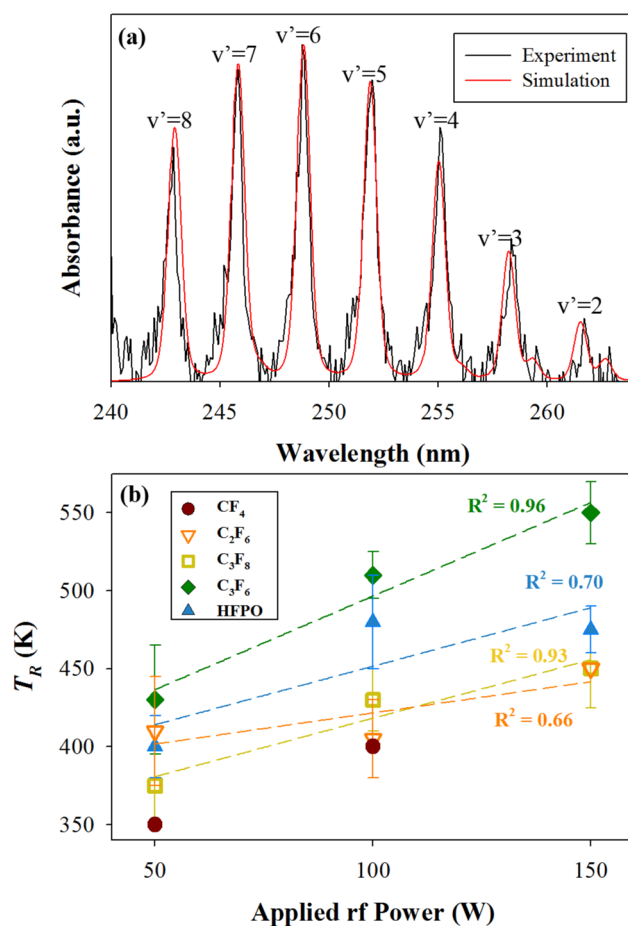 (a)
v'=6
v'=7
v'=5
v'=8
v'=4
v'=3
v'=2
Experiment
Simulation
Absorbance (a.u.)
240 245 250 255 260
Wavelength (nm)
(b)
CF4
C2F6
C3F8
C3F6
HFPO
R2 = 0.96
R2 = 0.70
R2 = 0.93
R2 = 0.66
550
500
450
400
350
TR (K)
50 100 150
Applied rf Power (W)